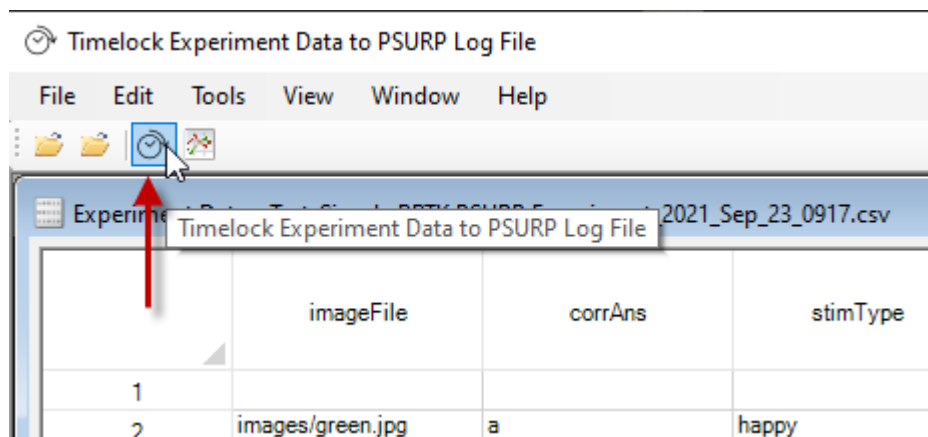 Timelock Experiment Data to PSURP Log File
File Edit Tools View Window Help
Experiment 2021_Sep_23_0917.csv
Timelock Experiment Data to PSURP Log File
imageFile corrAns stimType
1
2 images/green.jpg a happy